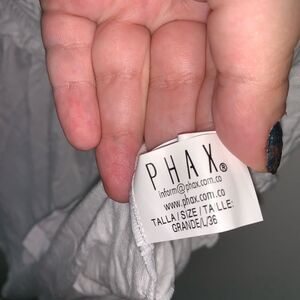 PHAX®
inform@phax.com.co
www.phax.com.co
TALLA/SIZE/TAILLE:
GRANDE/L/36